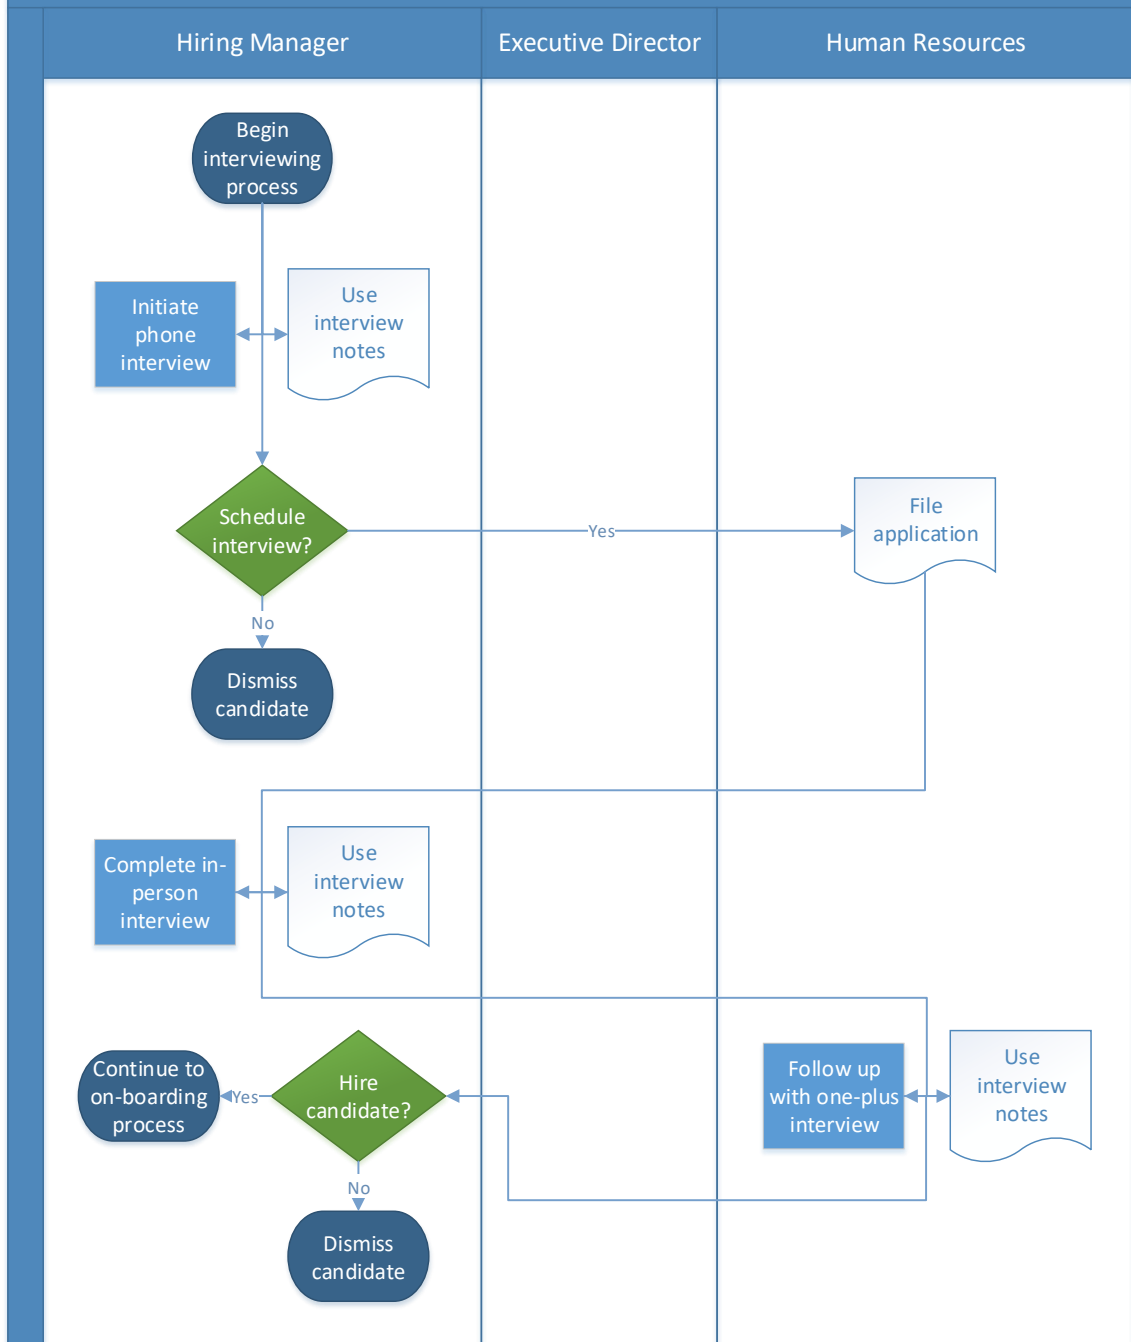 Hiring Manager
Executive Director
Human Resources
Begin
interviewing
process
Initiate
phone
interview
Use
interview
notes
Schedule
interview?
Yes
File
application
No
Dismiss
candidate
Complete in-
person
interview
Use
interview
notes
Continue to
on-boarding
process
Yes
Hire
candidate?
Follow up
with one-plus
interview
Use
interview
notes
No
Dismiss
candidate